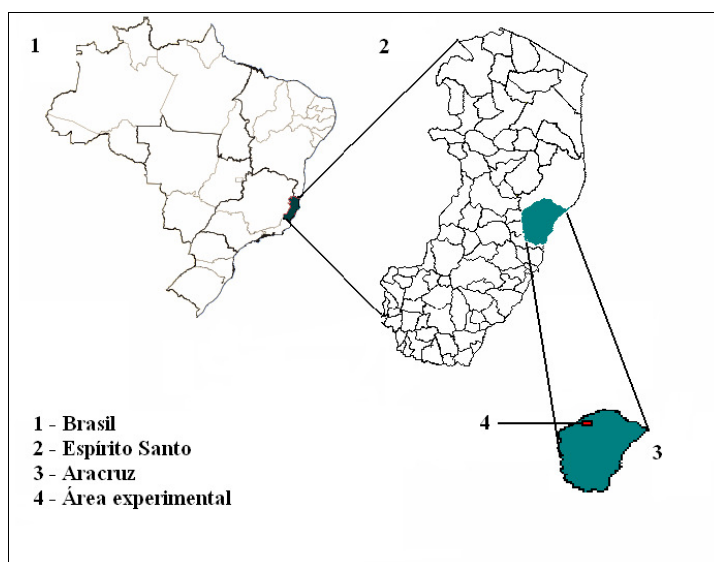 1
2
4
3
1 - Brasil
2 - Espírito Santo
3 - Aracruz
4 - Área experimental